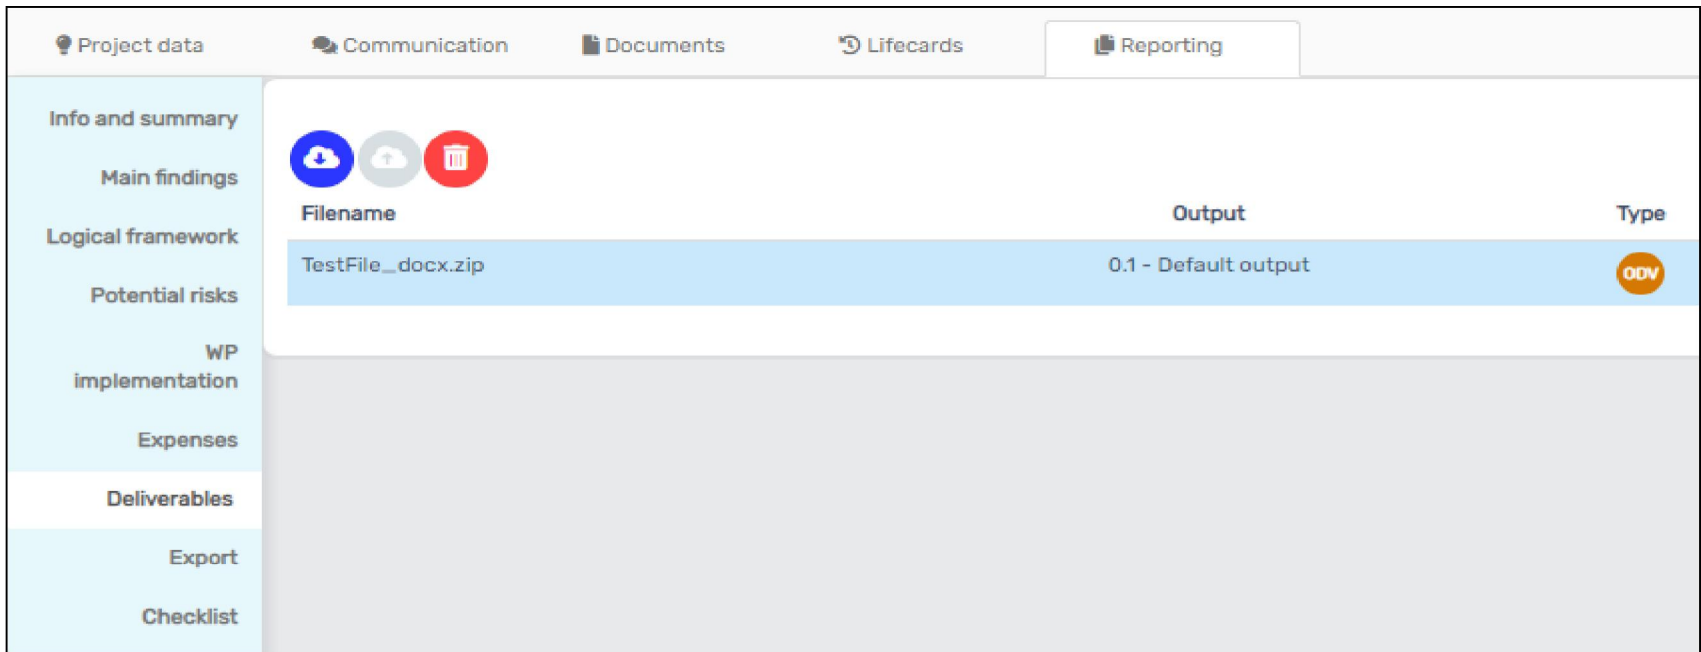 Project data
Communication
Documents
Lifecards
Reporting
Info and summary
Main findings
Logical framework
Potential risks
WP
implementation
Expenses
Deliverables
Export
Checklist
Filename Output Type
TestFile_docx.zip 0.1 - Default output ODV